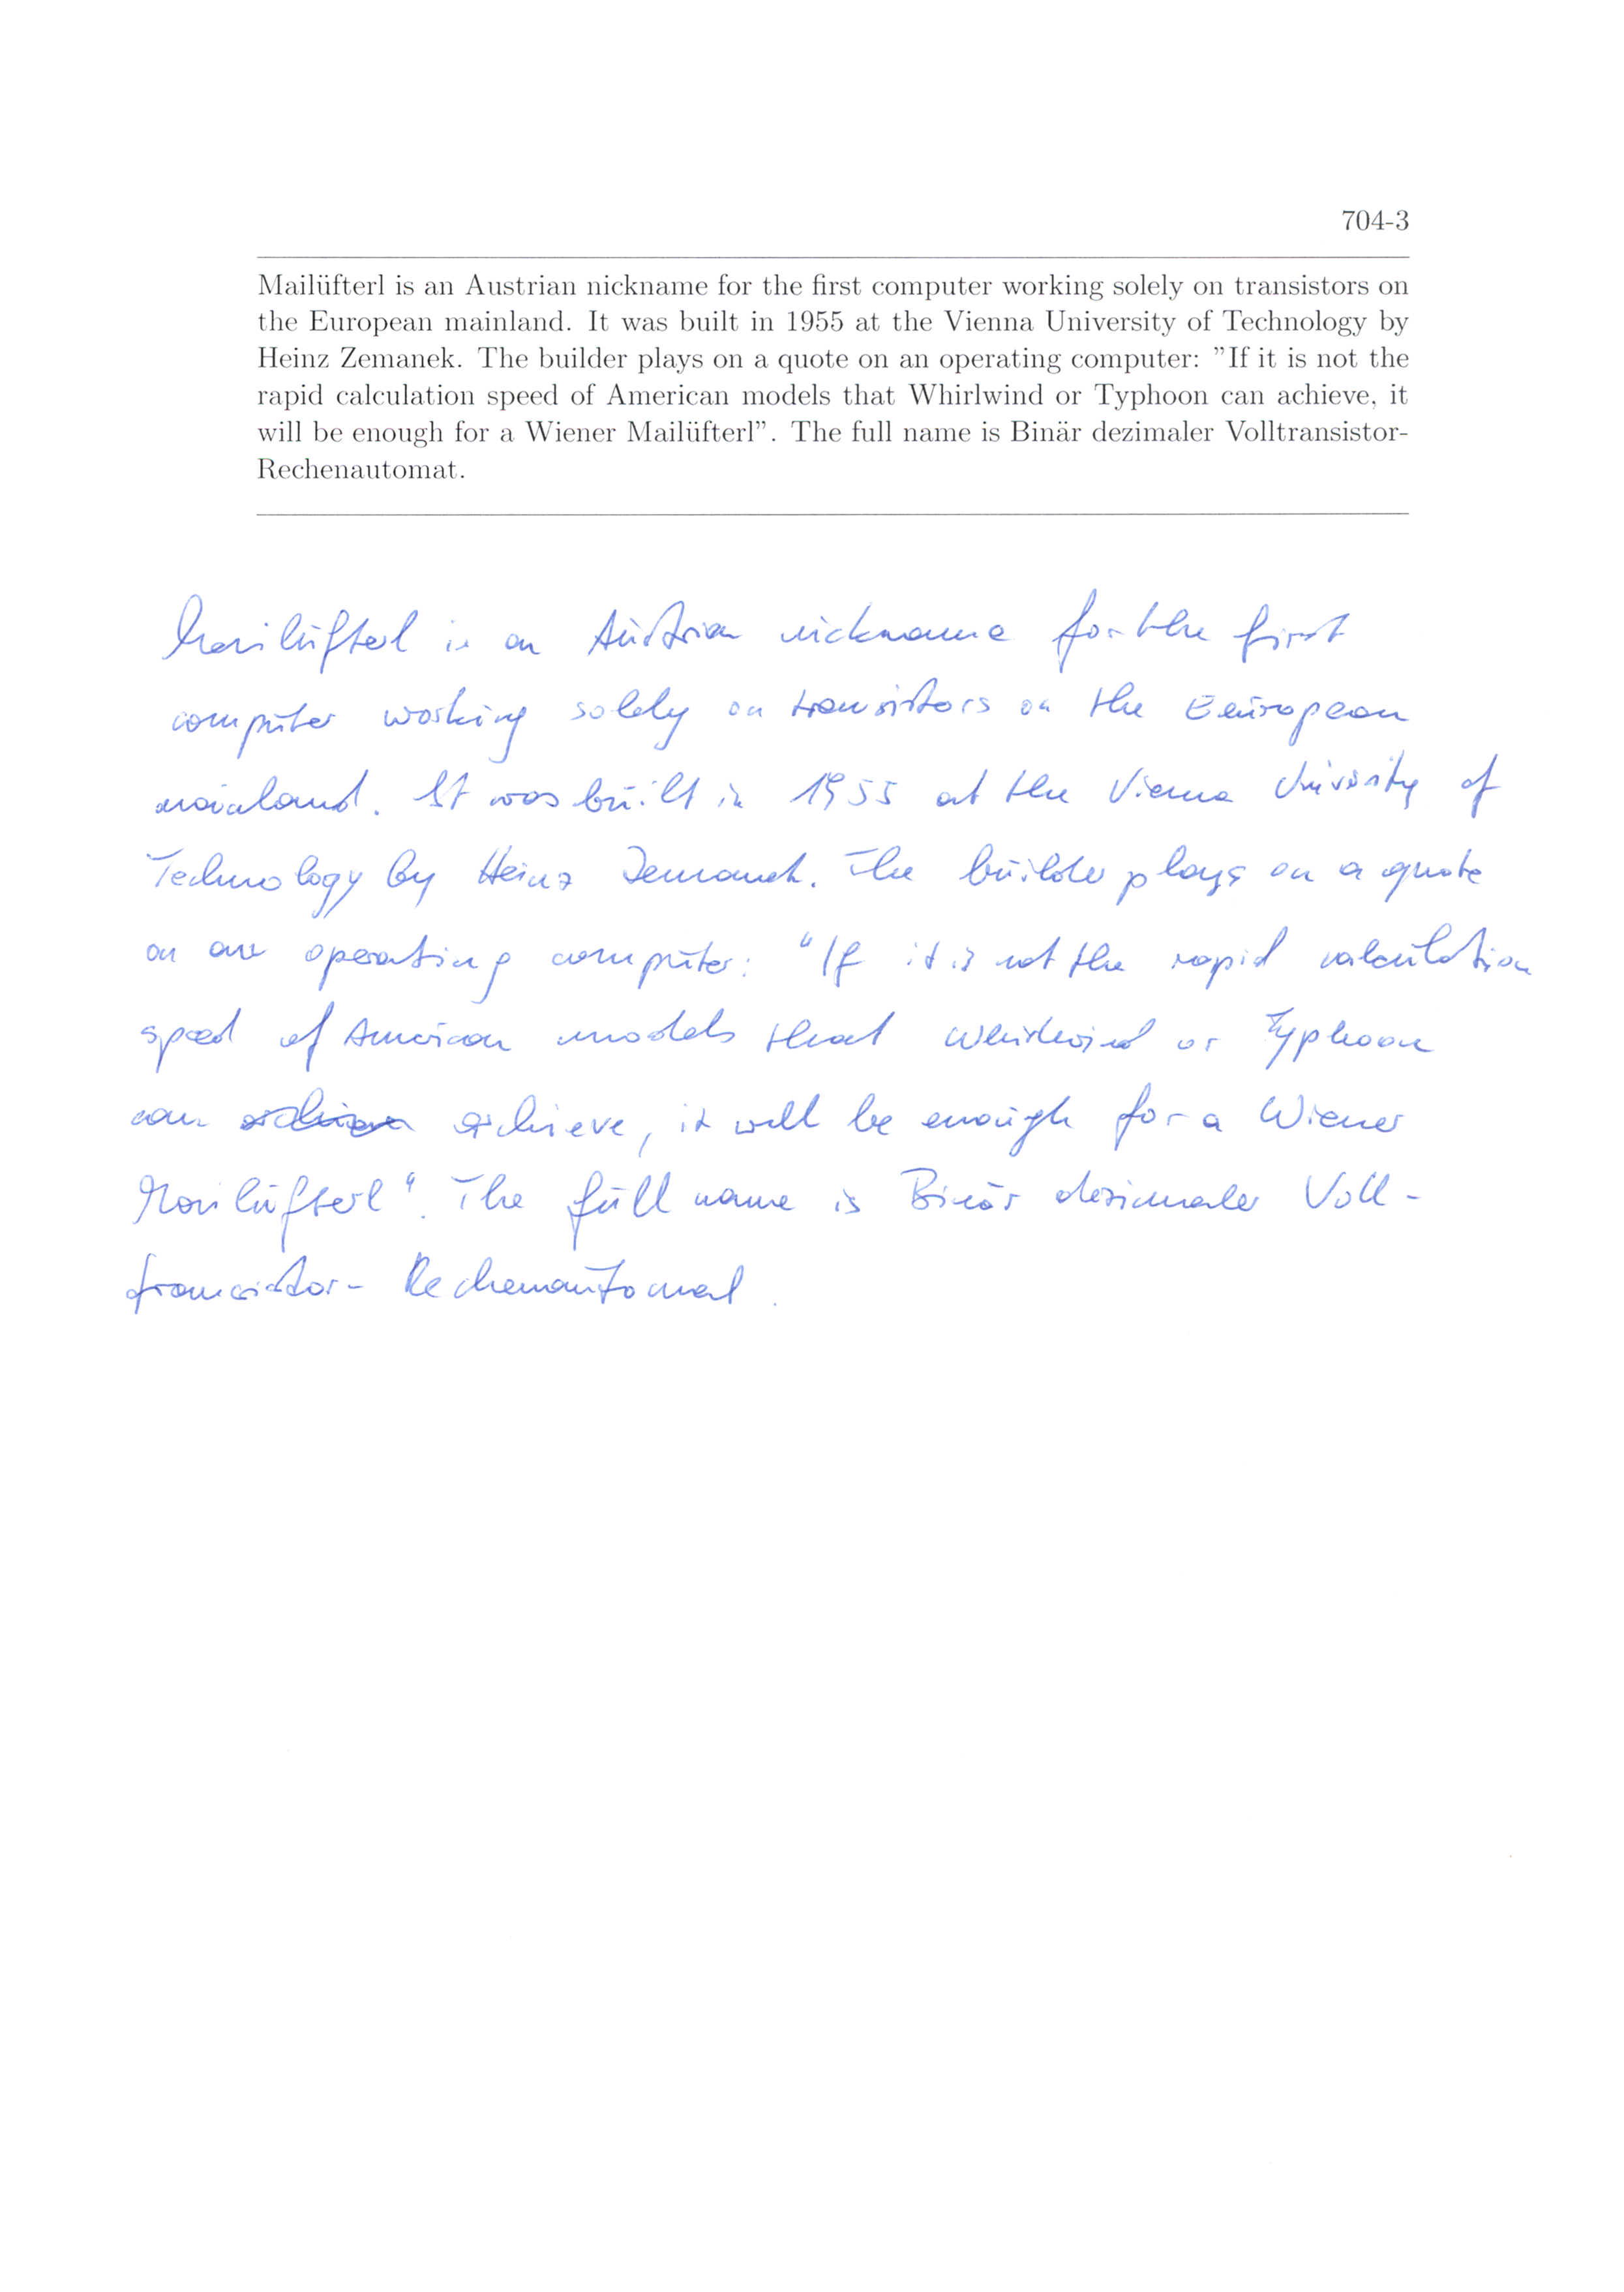 704-3
Mailüfterl is an Austrian nickname for the first computer working solely on transistors on
the European mainland. It was built in 1955 at the Vienna University of Technology by
Heinz Zemanek. The builder plays on a quote on an operating computer: "If it is not the
rapid calculation speed of American models that Whirlwind or Typhoon can achieve, it
will be enough for a Wiener Mailüfterl". The full name is Binär dezimaler Volltransistor-
Rechenautomat.
Mailüfterl is an Austrian nickname for the first
computer working solely on transistors on the Eeuropean
mainland. It was built in 1955 at the Vienna University of
Technology by Heinz Zemanek. The builder plays on a quote
on an operating computer: "If it is not the rapid calculation
speed of American models that Whirlwind or Typhoon
can achieve, it will be enough for a Wiener
Mailüfterl". The full name is Binär dezimaler Voll-
transistor-Rechenautomat.